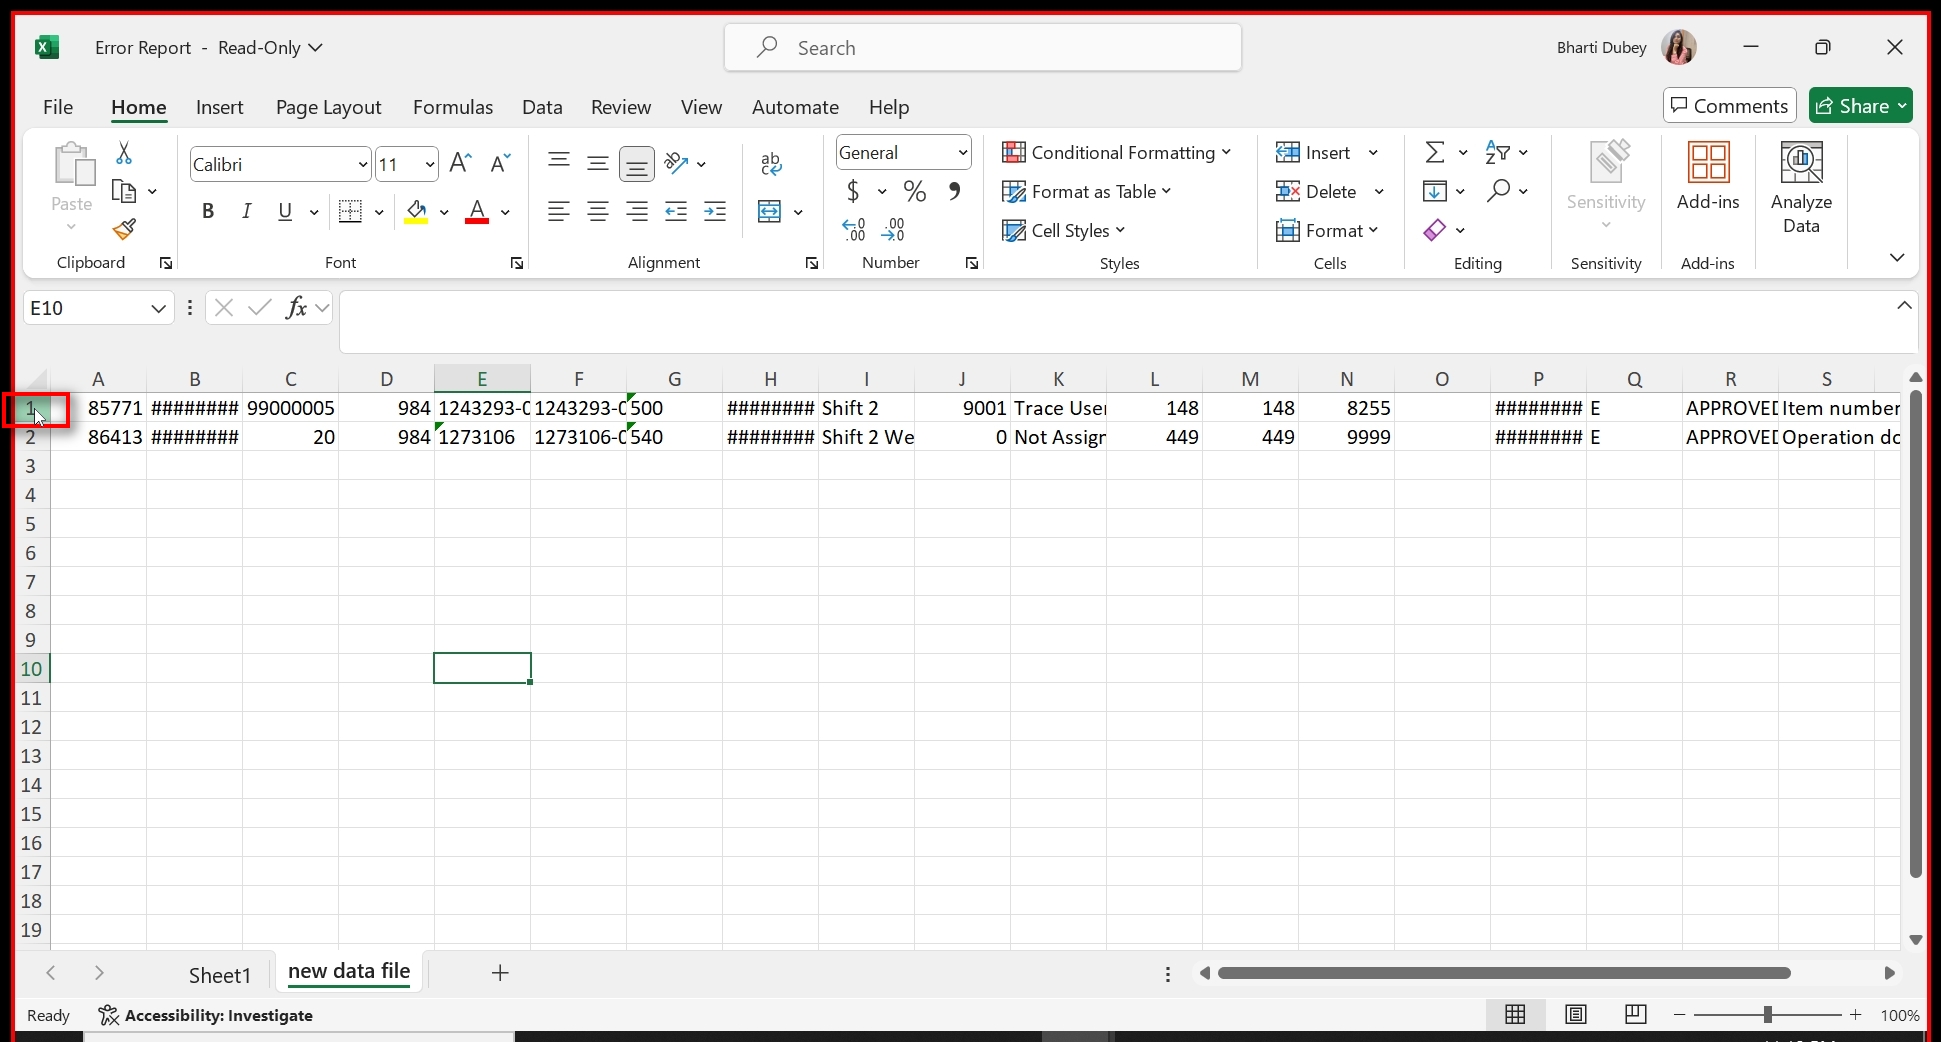 Error Report - Read-Only
Search
Bharti Dubey
File Home Insert Page Layout Formulas Data Review View Automate Help
Comments Share
Paste
Clipboard
Calibri 11
B I U
Font
Alignment
General
$ % 9
Number
Conditional Formatting
Format as Table
Cell Styles
Styles
Insert
Delete
Format
Cells
Editing
Sensitivity
Sensitivity
Add-ins
Add-ins
Analyze
Data
E10
fx
A B C D E F G H I J K L M N O P Q R S
1 85771 ######## 99000005 984 1243293-0 1243293-0 500 ######## Shift 2 9001 Trace User 148 148 8255 ######## E APPROVED Item number
2 86413 ######## 20 984 1273106 1273106-0 540 ######## Shift 2 We 0 Not Assign 449 449 9999 ######## E APPROVED Operation do
3
4
5
6
7
8
9
10
11
12
13
14
15
16
17
18
19
Sheet1 new data file
Ready Accessibility: Investigate 100%